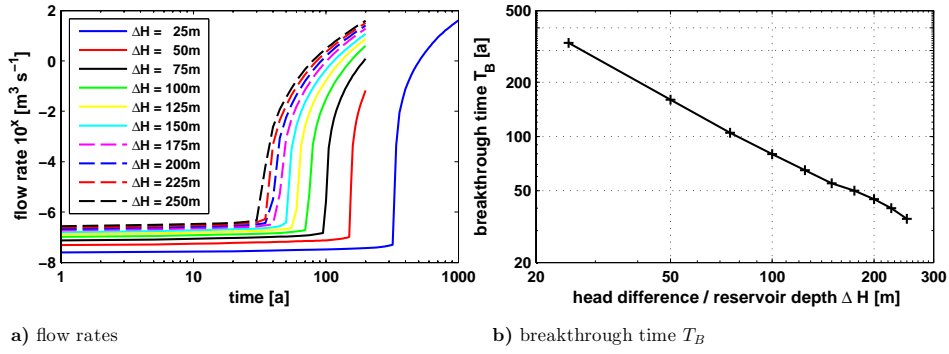 flow rate 10^x [m³ s⁻¹]
2
0
−2
−4
−6
−8
ΔH = 25m
ΔH = 50m
ΔH = 75m
ΔH = 100m
ΔH = 125m
ΔH = 150m
ΔH = 175m
ΔH = 200m
ΔH = 225m
ΔH = 250m
1 10 100 1000
time [a]
a) flow rates
breakthrough time T_B [a]
500
200
100
50
20
20 50 100 200 300
head difference / reservoir depth Δ H [m]
b) breakthrough time T_B